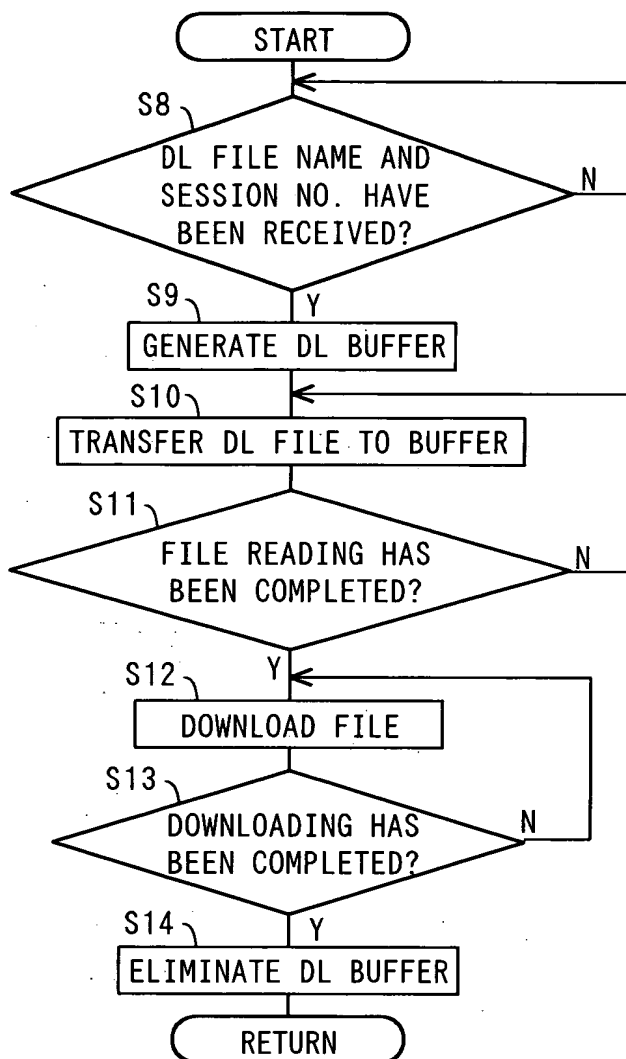 START
S8
DL FILE NAME AND
SESSION NO. HAVE
BEEN RECEIVED?
N
Y
S9
GENERATE DL BUFFER
S10
TRANSFER DL FILE TO BUFFER
S11
FILE READING HAS
BEEN COMPLETED?
N
Y
S12
DOWNLOAD FILE
S13
DOWNLOADING HAS
BEEN COMPLETED?
N
Y
S14
ELIMINATE DL BUFFER
RETURN